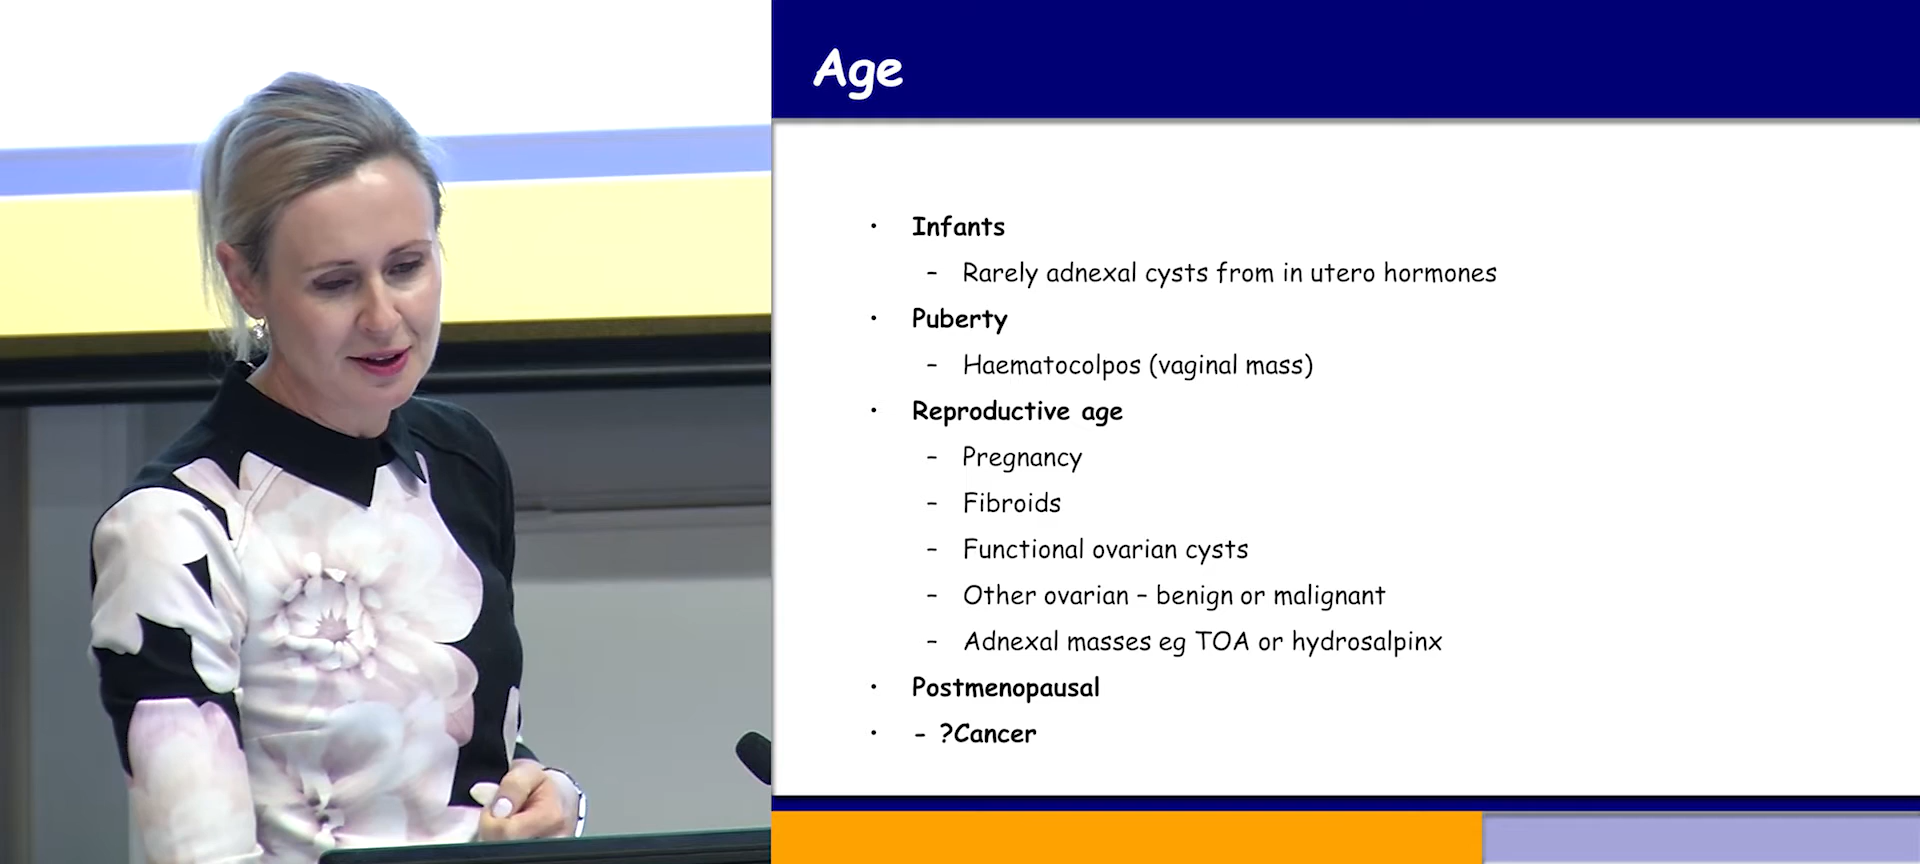 Age
• Infants
– Rarely adnexal cysts from in utero hormones
• Puberty
– Haematocolpos (vaginal mass)
• Reproductive age
– Pregnancy
– Fibroids
– Functional ovarian cysts
– Other ovarian – benign or malignant
– Adnexal masses eg TOA or hydrosalpinx
• Postmenopausal
• - ?Cancer